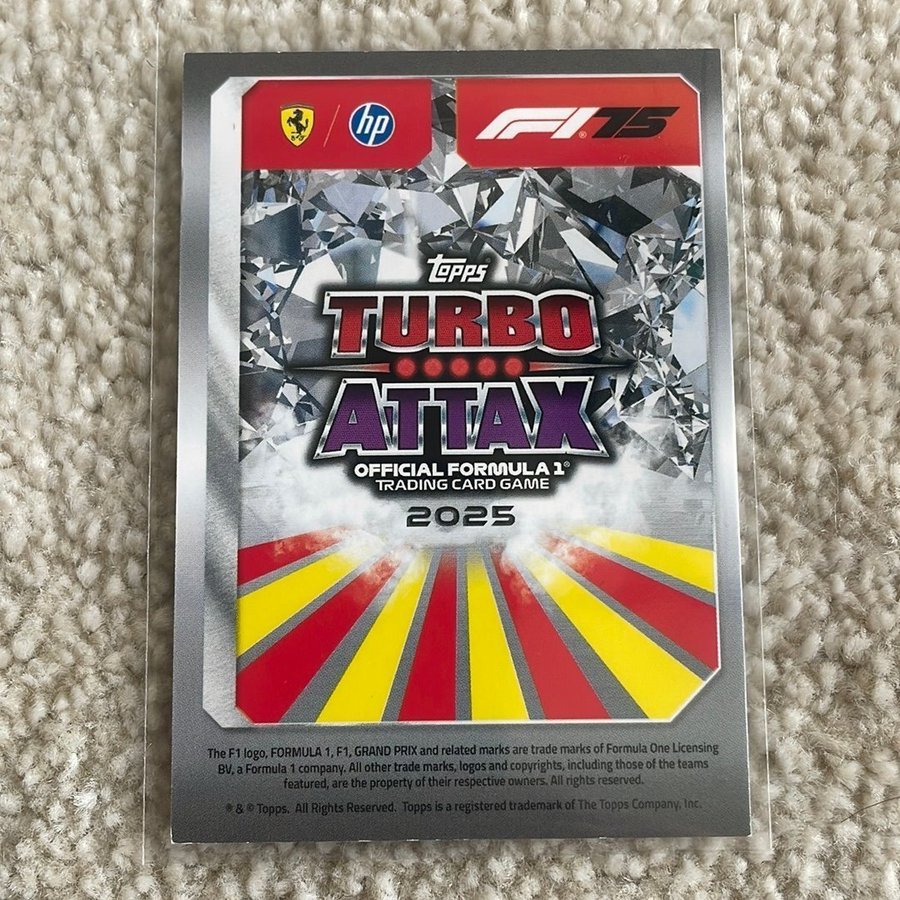 hp
F1® 75
Topps
TURBO
ATTAX
OFFICIAL FORMULA 1®
TRADING CARD GAME
2025
The F1 logo, FORMULA 1, F1, GRAND PRIX and related marks are trade marks of Formula One Licensing
BV, a Formula 1 company. All other trade marks, logos and copyrights, including those of the teams
featured, are the property of their respective owners. All rights reserved.
® & © Topps. All Rights Reserved. Topps is a registered trademark of The Topps Company, Inc.